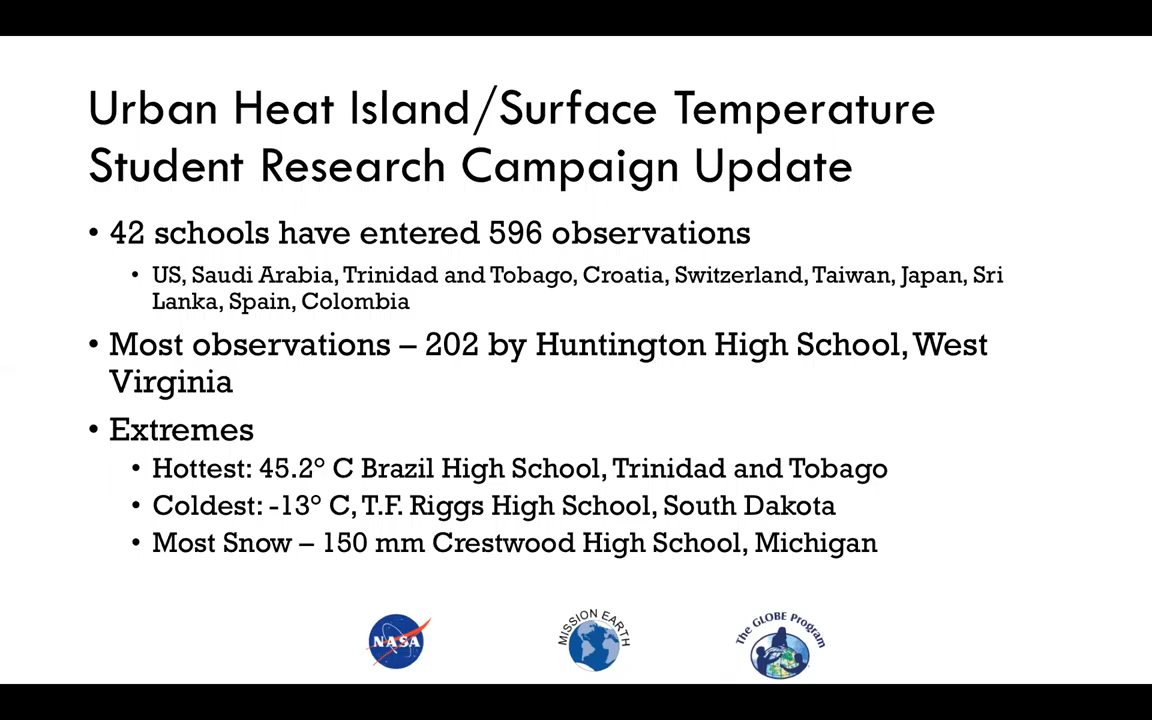 Urban Heat Island/Surface Temperature
Student Research Campaign Update
• 42 schools have entered 596 observations
• US, Saudi Arabia, Trinidad and Tobago, Croatia, Switzerland, Taiwan, Japan, Sri
Lanka, Spain, Colombia
• Most observations – 202 by Huntington High School, West
Virginia
• Extremes
• Hottest: 45.2° C Brazil High School, Trinidad and Tobago
• Coldest: -13° C, T.F. Riggs High School, South Dakota
• Most Snow – 150 mm Crestwood High School, Michigan
NASA
MISSION EARTH
The GLOBE Program